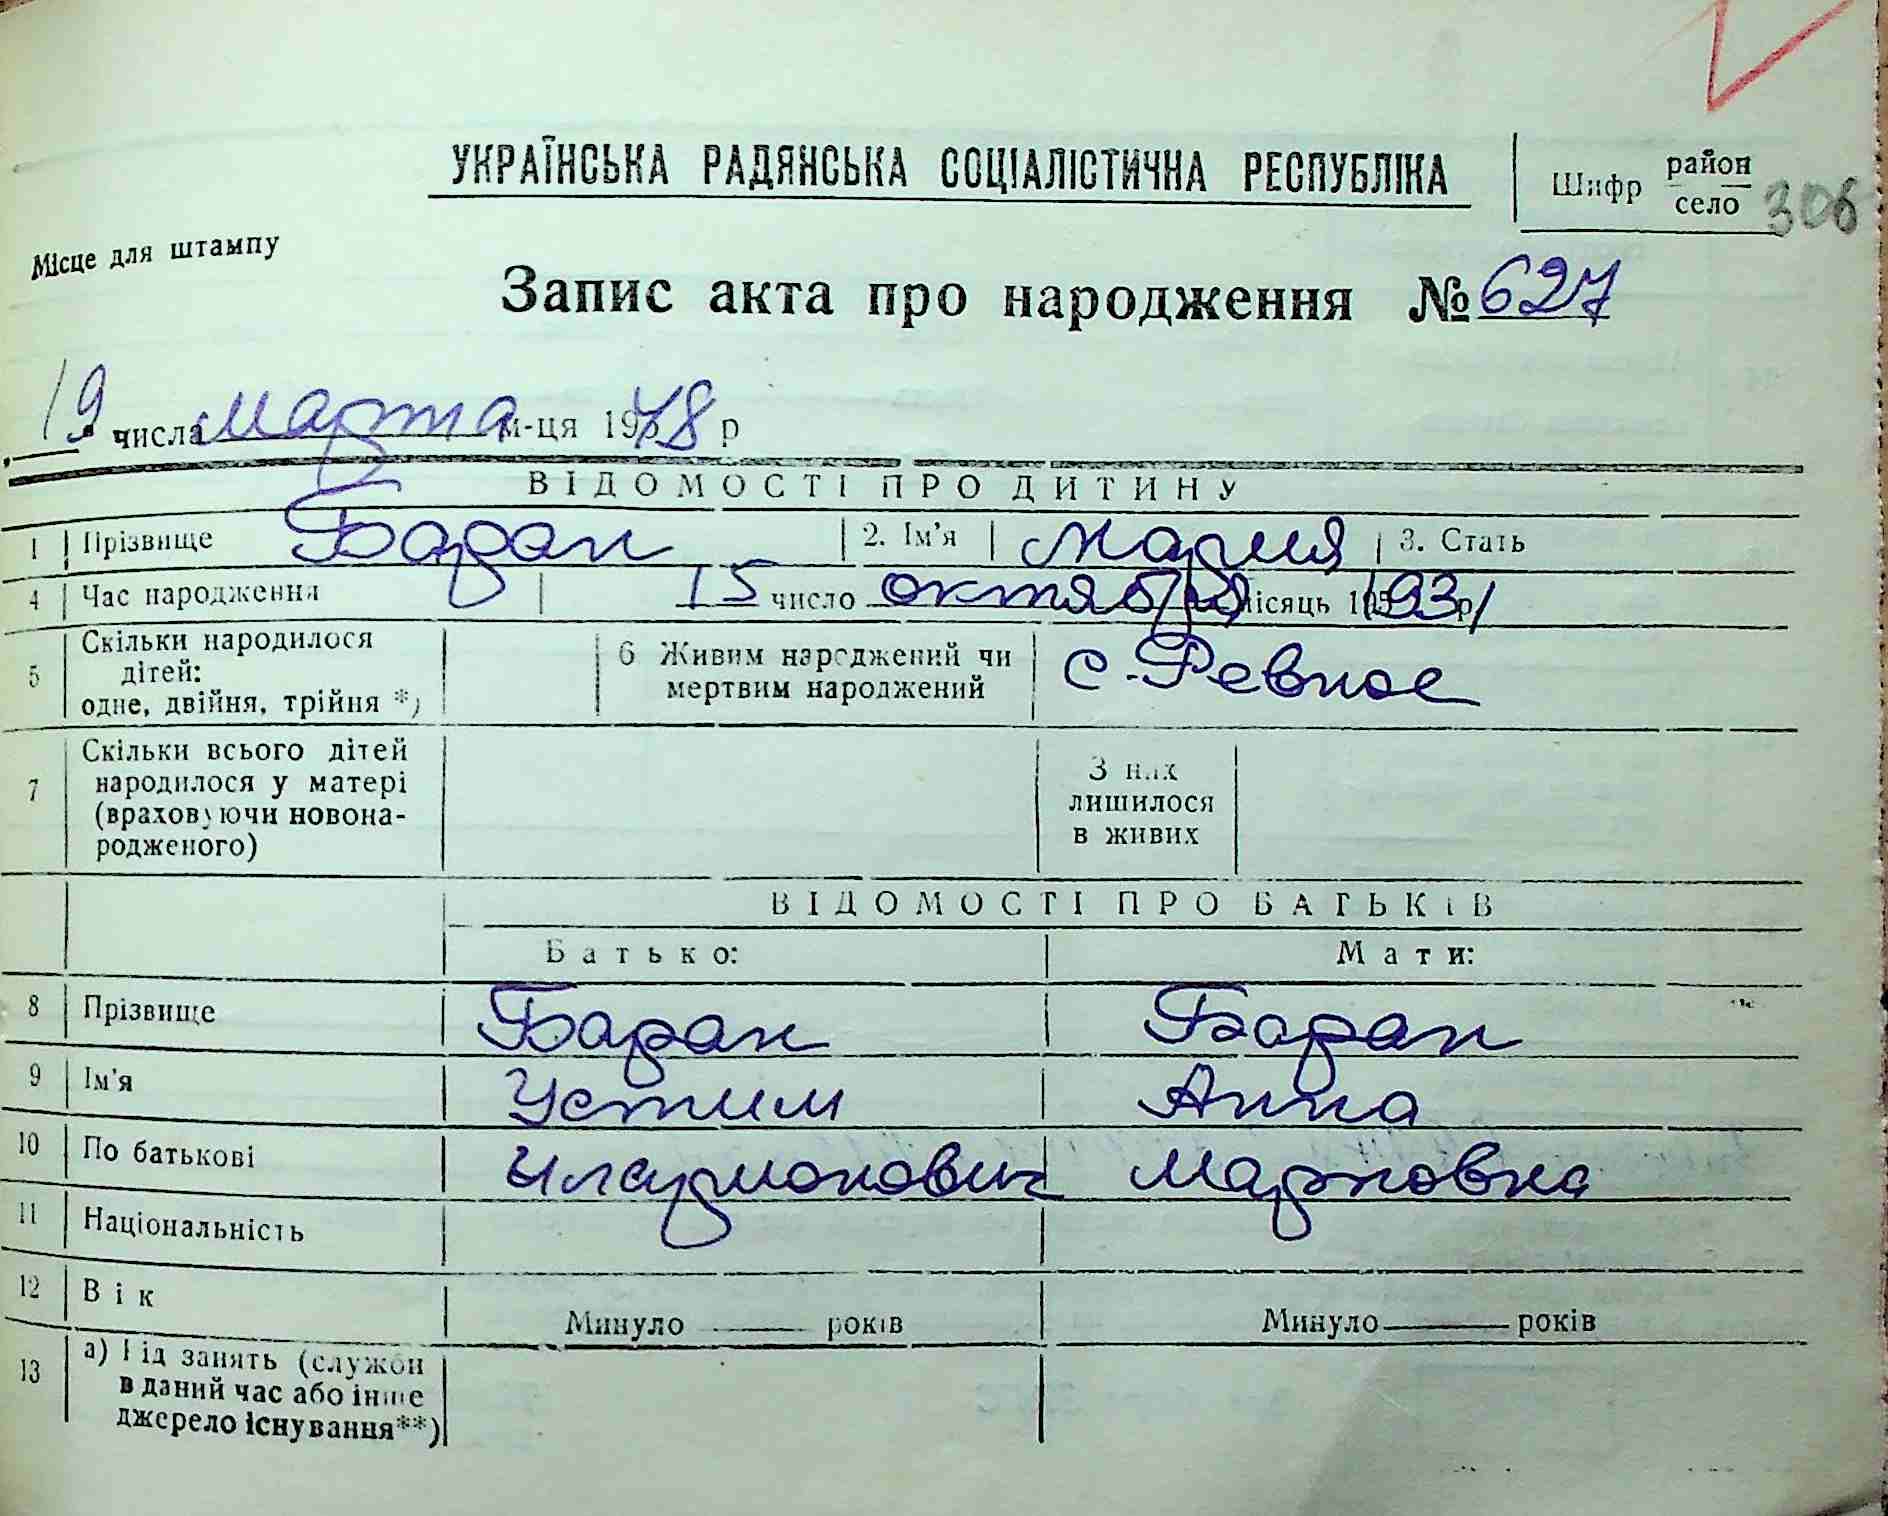 УКРАЇНСЬКА РАДЯНСЬКА СОЦІАЛІСТИЧНА РЕСПУБЛІКА
Шифр район село 306
Місце для штампу
Запис акта про народження № 627
19 числа марта м-ця 1978 р
ВІДОМОСТІ ПРО ДИТИНУ
1 Прізвище Баран 2. Ім'я Мария 3. Стать
4 Час народження 15 число октября місяць 1931 р
5 Скільки народилося
дітей:
одне, двійня, трійня *)
6 Живим народжений чи
мертвим народжений
с. Ревное
7 Скільки всього дітей
народилося у матері
(враховуючи новона-
родженого)
З них
лишилося
в живих
ВІДОМОСТІ ПРО БАТЬКІВ
Батько: Мати:
8 Прізвище Баран Баран
9 Ім'я Устим Анна
10 По батькові Иларионович Марковна
11 Національність
12 Вік Минуло ——— років Минуло ——— років
13 а) Рід занять (служби
в даний час або інше
джерело існування**)